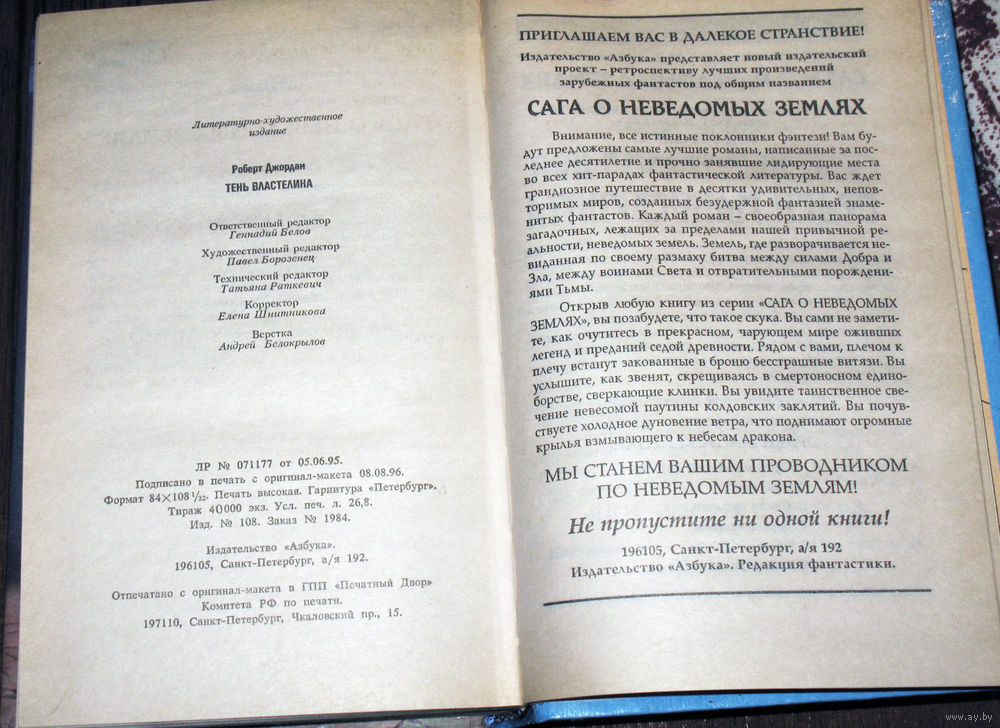 Литературно-художественное
издание
Роберт Джордан
ТЕНЬ ВЛАСТЕЛИНА
Ответственный редактор
Геннадий Белов
Художественный редактор
Павел Борозенец
Технический редактор
Татьяна Раткевич
Корректор
Елена Шнитникова
Верстка
Андрей Белокрылов
ЛР № 071177 от 05.06.95.
Подписано в печать с оригинал-макета 08.08.96.
Формат 84×108 1/32. Печать высокая. Гарнитура «Петербург».
Тираж 40000 экз. Усл. печ. л. 26,8.
Изд. № 108. Заказ № 1984.
Издательство «Азбука».
196105, Санкт-Петербург, а/я 192.
Отпечатано с оригинал-макета в ГПП «Печатный Двор»
Комитета РФ по печати.
197110, Санкт-Петербург, Чкаловский пр., 15.
ПРИГЛАШАЕМ ВАС В ДАЛЕКОЕ СТРАНСТВИЕ!
Издательство «Азбука» представляет новый издательский
проект – ретроспективу лучших произведений
зарубежных фантастов под общим названием
САГА О НЕВЕДОМЫХ ЗЕМЛЯХ
Внимание, все истинные поклонники фэнтези! Вам бу-
дут предложены самые лучшие романы, написанные за пос-
леднее десятилетие и прочно занявшие лидирующие места
во всех хит-парадах фантастической литературы. Вас ждет
грандиозное путешествие в десятки удивительных, непов-
торимых миров, созданных безудержной фантазией знаме-
нитых фантастов. Каждый роман – своеобразная панорама
загадочных, лежащих за пределами нашей привычной ре-
альности, неведомых земель. Земель, где разворачивается не-
виданная по своему размаху битва между силами Добра и
Зла, между воинами Света и отвратительными порождени-
ями Тьмы.
Открыв любую книгу из серии «САГА О НЕВЕДОМЫХ
ЗЕМЛЯХ», вы позабудете, что такое скука. Вы сами не замети-
те, как очутитесь в прекрасном, чарующем мире оживших
легенд и преданий седой древности. Рядом с вами, плечом к
плечу встанут закованные в броню бесстрашные витязи. Вы
услышите, как звенят, скрещиваясь в смертоносном едино-
борстве, сверкающие клинки. Вы увидите таинственное све-
чение невесомой паутины колдовских заклятий. Вы почув-
ствуете холодное дуновение ветра, что поднимают огромные
крылья взмывающего к небесам дракона.
МЫ СТАНЕМ ВАШИМ ПРОВОДНИКОМ
ПО НЕВЕДОМЫМ ЗЕМЛЯМ!
Не пропустите ни одной книги!
196105, Санкт-Петербург, а/я 192
Издательство «Азбука». Редакция фантастики.
www.ay.by